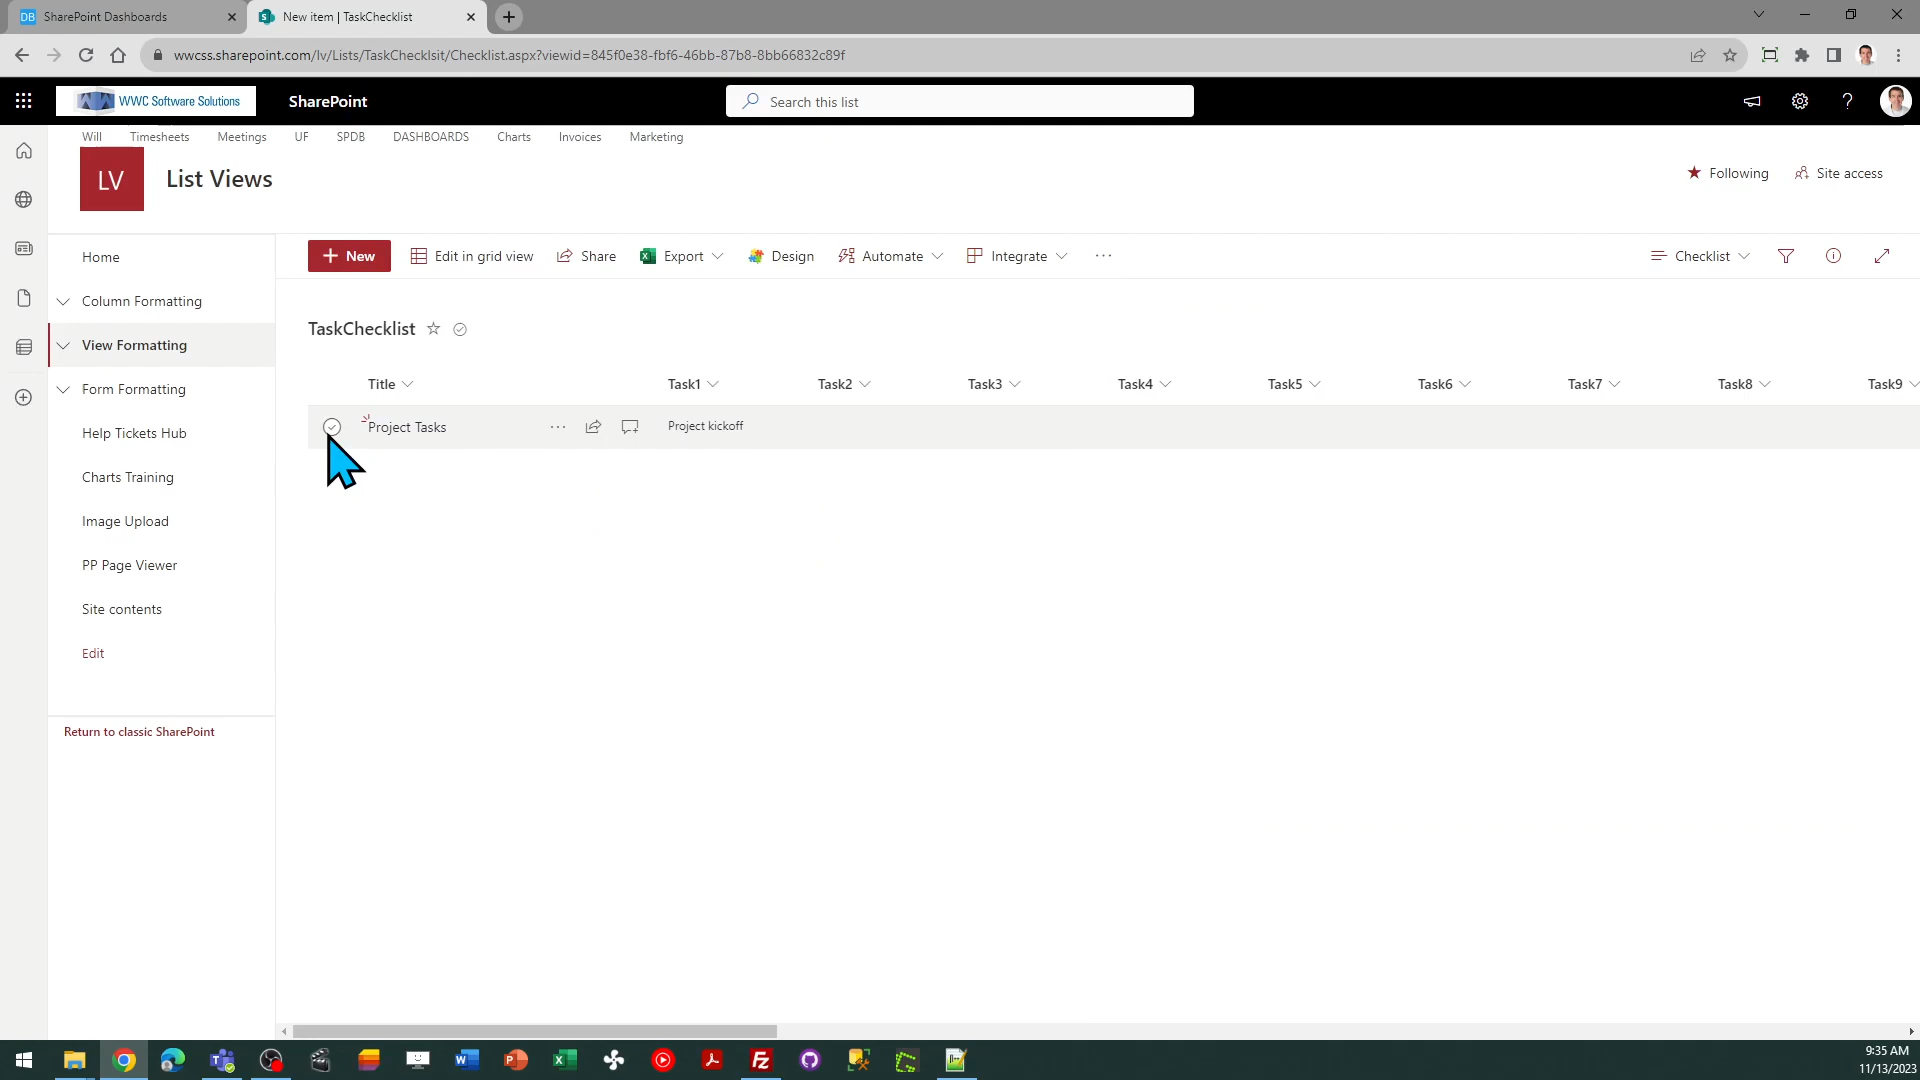 DB SharePoint Dashboards
New item | TaskChecklist
wwcss.sharepoint.com/lv/Lists/TaskChecklsit/Checklist.aspx?viewid=845f0e38-fbf6-46bb-87b8-8bb66832c89f
WWC Software Solutions
SharePoint
Search this list
Will Timesheets Meetings UF SPDB DASHBOARDS Charts Invoices Marketing
LV
List Views
Following
Site access
Home
Column Formatting
View Formatting
Form Formatting
Help Tickets Hub
Charts Training
Image Upload
PP Page Viewer
Site contents
Edit
Return to classic SharePoint
New Edit in grid view Share Export Design Automate Integrate
Checklist
TaskChecklist
Title Task1 Task2 Task3 Task4 Task5 Task6 Task7 Task8 Task9
Project Tasks Project kickoff
9:35 AM
11/13/2023